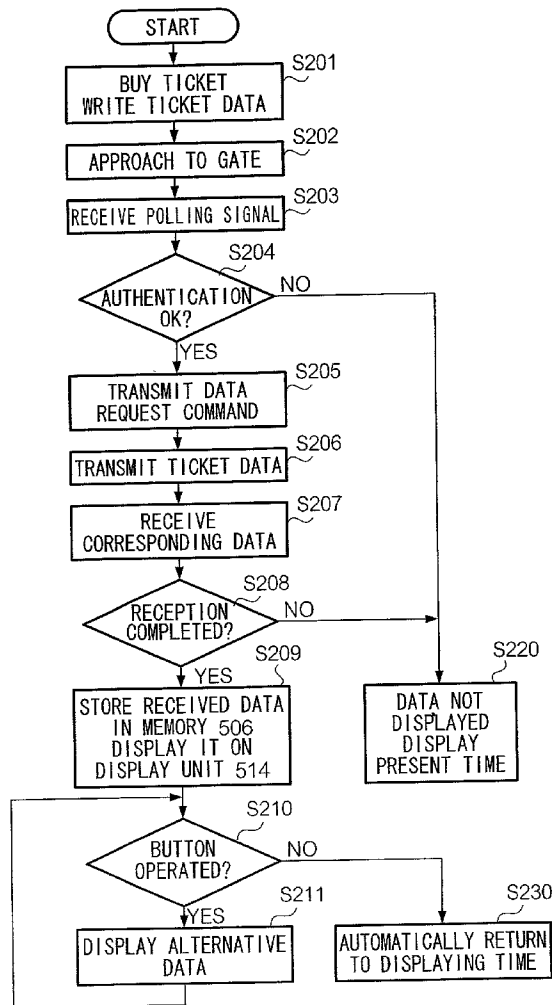 START
S201
BUY TICKET
WRITE TICKET DATA
S202
APPROACH TO GATE
S203
RECEIVE POLLING SIGNAL
S204
AUTHENTICATION
OK?
NO
YES
S205
TRANSMIT DATA
REQUEST COMMAND
S206
TRANSMIT TICKET DATA
S207
RECEIVE
CORRESPONDING DATA
S208
RECEPTION
COMPLETED?
NO
YES
S209
STORE RECEIVED DATA
IN MEMORY 506
DISPLAY IT ON
DISPLAY UNIT 514
S220
DATA NOT
DISPLAYED
DISPLAY
PRESENT TIME
S210
BUTTON
OPERATED?
NO
YES
S211
DISPLAY ALTERNATIVE
DATA
S230
AUTOMATICALLY RETURN
TO DISPLAYING TIME